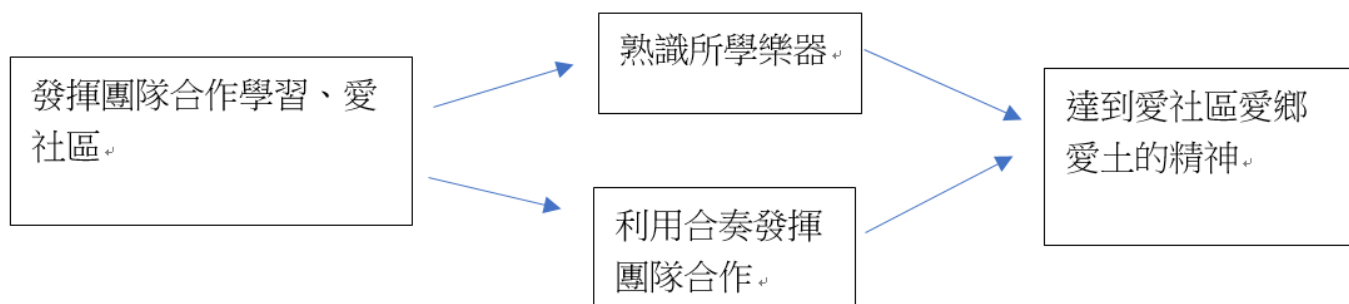 發揮團隊合作學習、愛
社區
熟識所學樂器
利用合奏發揮
團隊合作
達到愛社區愛鄉
愛土的精神